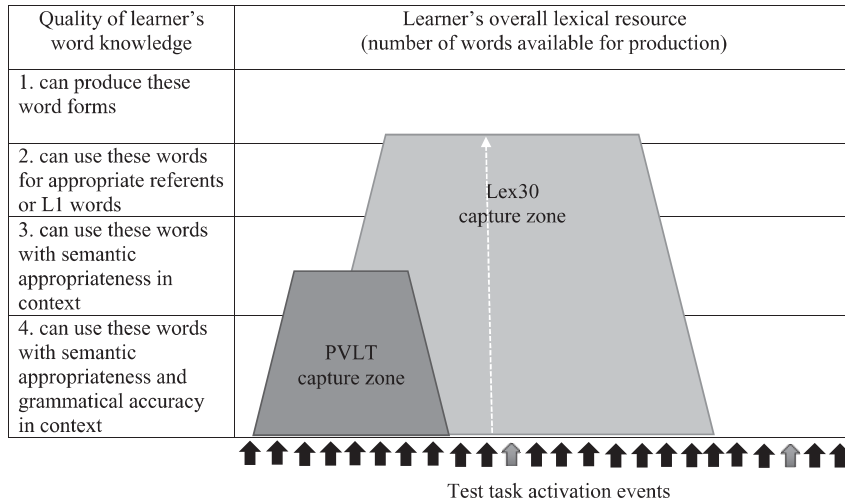 Quality of learner's
word knowledge
Learner's overall lexical resource
(number of words available for production)
1. can produce these
word forms
2. can use these words
for appropriate referents
or L1 words
3. can use these words
with semantic
appropriateness in
context
4. can use these words
with semantic
appropriateness and
grammatical accuracy
in context
Lex30
capture zone
PVLT
capture zone
Test task activation events